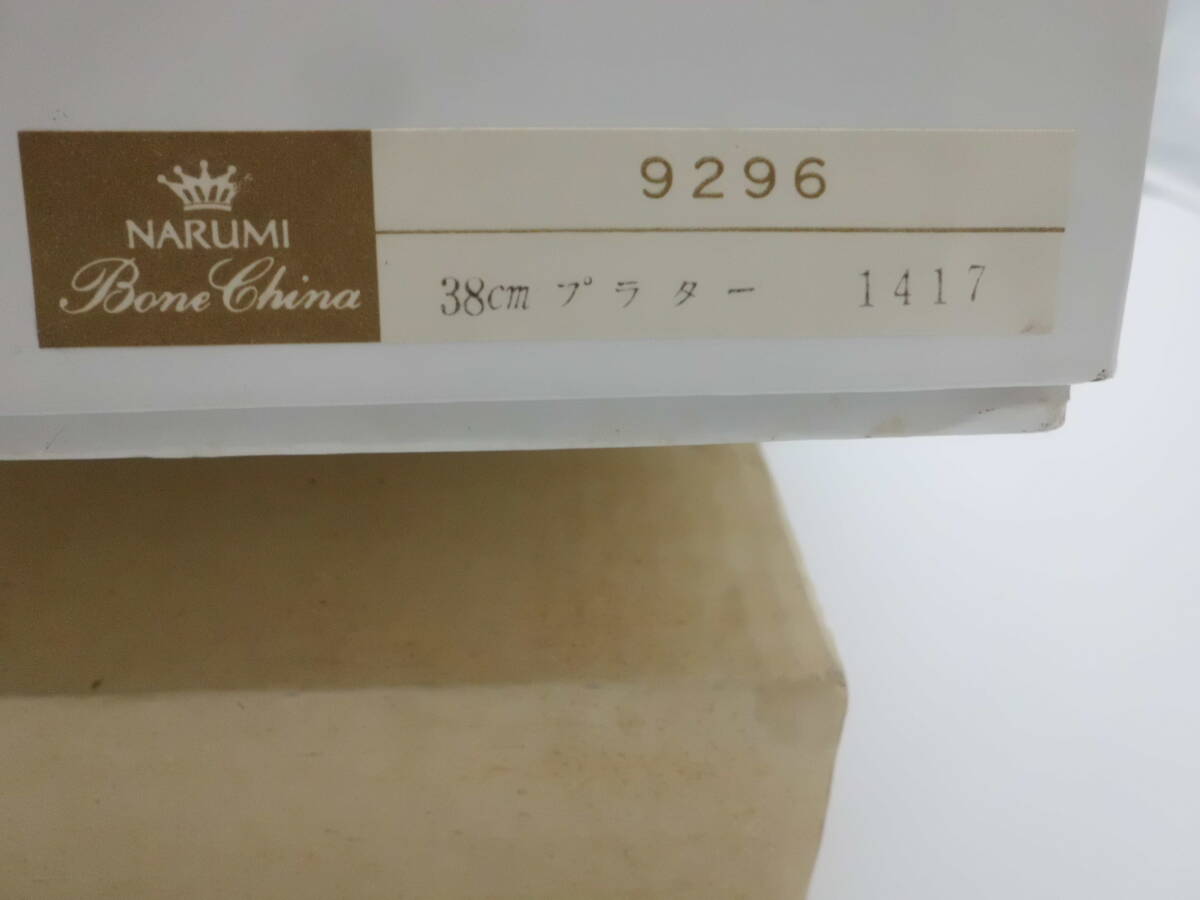 NARUMI
Bone China
9296
38cm プラター 1417